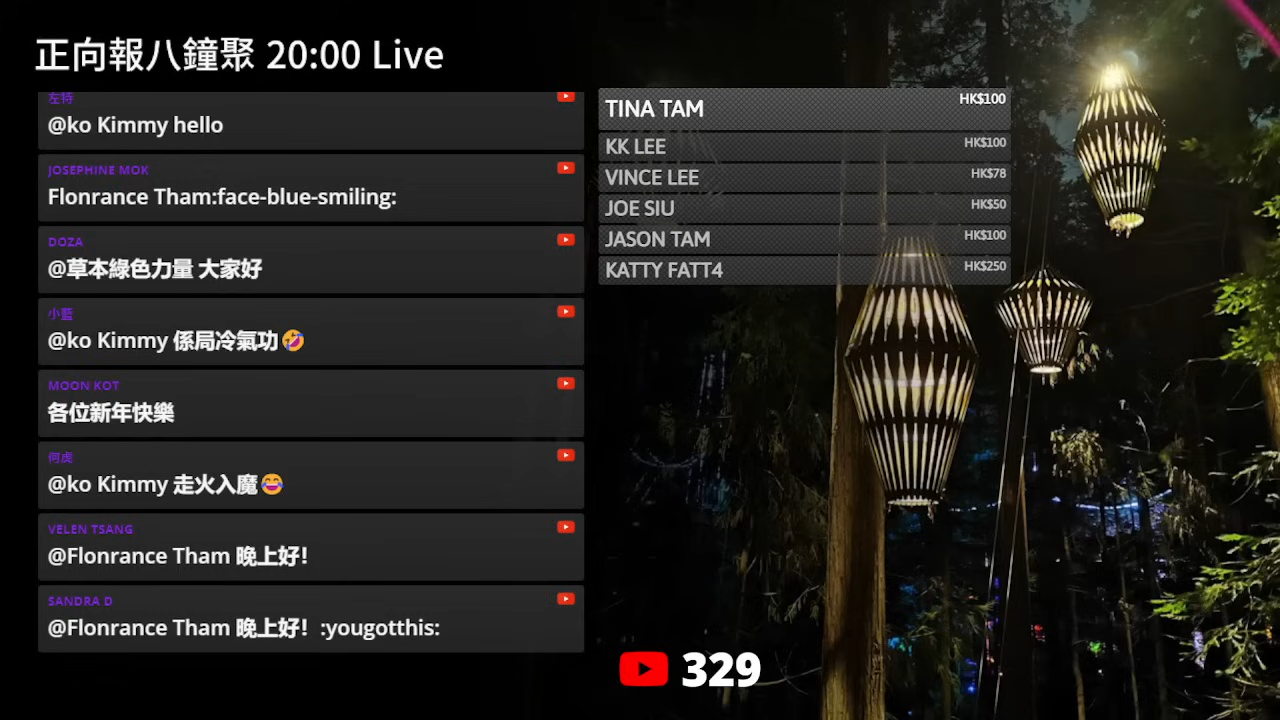 正向報八鐘聚 20:00 Live
左特
@ko Kimmy hello
JOSEPHINE MOK
Flonrance Tham:face-blue-smiling:
DOZA
@草本綠色力量 大家好
小藍
@ko Kimmy 係局冷氣功🤣
MOON KOT
各位新年快樂
何虎
@ko Kimmy 走火入魔😂
VELEN TSANG
@Flonrance Tham 晚上好!
SANDRA D
@Flonrance Tham 晚上好! :yougotthis:
TINA TAM HK$100
KK LEE HK$100
VINCE LEE HK$78
JOE SIU HK$50
JASON TAM HK$100
KATTY FATT4 HK$250
329